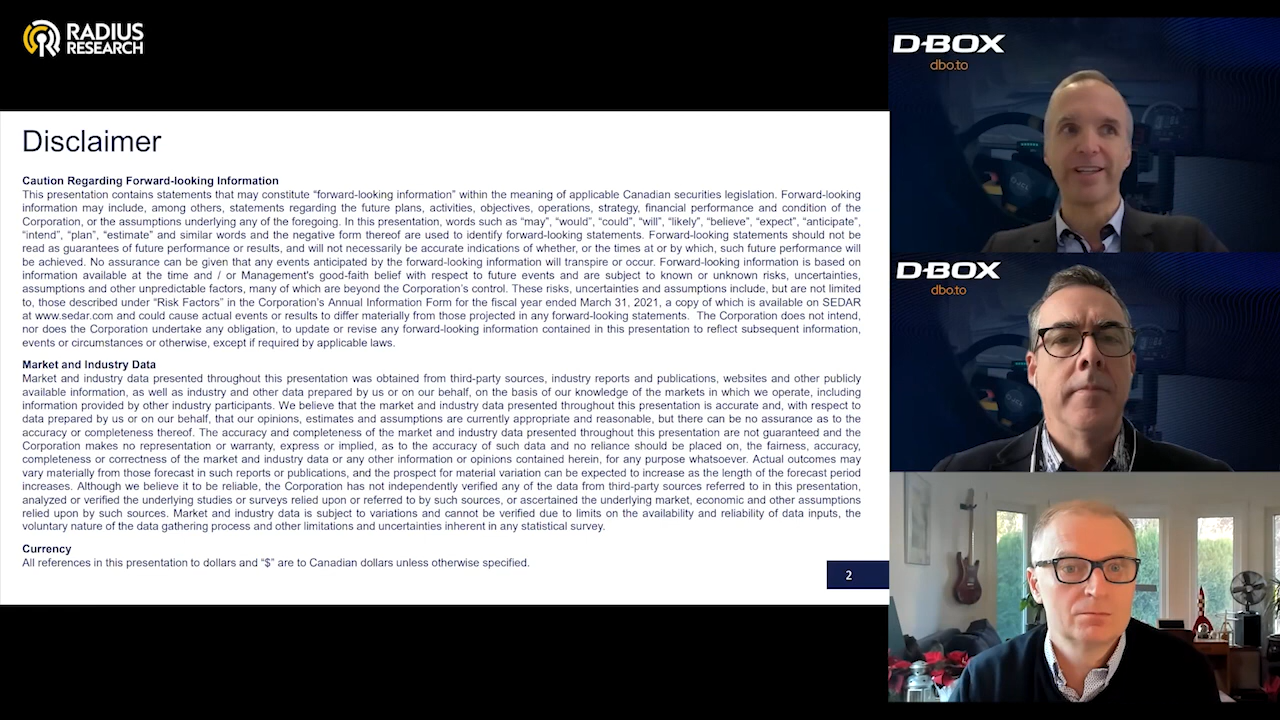 RADIUS
RESEARCH
Disclaimer
Caution Regarding Forward-looking Information
This presentation contains statements that may constitute “forward-looking information” within the meaning of applicable Canadian securities legislation. Forward-looking
information may include, among others, statements regarding the future plans, activities, objectives, operations, strategy, financial performance and condition of the
Corporation, or the assumptions underlying any of the foregoing. In this presentation, words such as “may”, “would”, “could”, “will”, “likely”, “believe”, “expect”, “anticipate”,
“intend”, “plan”, “estimate” and similar words and the negative form thereof are used to identify forward-looking statements. Forward-looking statements should not be
read as guarantees of future performance or results, and will not necessarily be accurate indications of whether, or the times at or by which, such future performance will
be achieved. No assurance can be given that any events anticipated by the forward-looking information will transpire or occur. Forward-looking information is based on
information available at the time and / or Management's good-faith belief with respect to future events and are subject to known or unknown risks, uncertainties,
assumptions and other unpredictable factors, many of which are beyond the Corporation’s control. These risks, uncertainties and assumptions include, but are not limited
to, those described under “Risk Factors” in the Corporation’s Annual Information Form for the fiscal year ended March 31, 2021, a copy of which is available on SEDAR
at www.sedar.com and could cause actual events or results to differ materially from those projected in any forward-looking statements. The Corporation does not intend,
nor does the Corporation undertake any obligation, to update or revise any forward-looking information contained in this presentation to reflect subsequent information,
events or circumstances or otherwise, except if required by applicable laws.
Market and Industry Data
Market and industry data presented throughout this presentation was obtained from third-party sources, industry reports and publications, websites and other publicly
available information, as well as industry and other data prepared by us or on our behalf, on the basis of our knowledge of the markets in which we operate, including
information provided by other industry participants. We believe that the market and industry data presented throughout this presentation is accurate and, with respect to
data prepared by us or on our behalf, that our opinions, estimates and assumptions are currently appropriate and reasonable, but there can be no assurance as to the
accuracy or completeness thereof. The accuracy and completeness of the market and industry data presented throughout this presentation are not guaranteed and the
Corporation makes no representation or warranty, express or implied, as to the accuracy of such data and no reliance should be placed on, the fairness, accuracy,
completeness or correctness of the market and industry data or any other information or opinions contained herein, for any purpose whatsoever. Actual outcomes may
vary materially from those forecast in such reports or publications, and the prospect for material variation can be expected to increase as the length of the forecast period
increases. Although we believe it to be reliable, the Corporation has not independently verified any of the data from third-party sources referred to in this presentation,
analyzed or verified the underlying studies or surveys relied upon or referred to by such sources, or ascertained the underlying market, economic and other assumptions
relied upon by such sources. Market and industry data is subject to variations and cannot be verified due to limits on the availability and reliability of data inputs, the
voluntary nature of the data gathering process and other limitations and uncertainties inherent in any statistical survey.
Currency
All references in this presentation to dollars and “$” are to Canadian dollars unless otherwise specified.
2
D-BOX
dbo.to
D-BOX
dbo.to